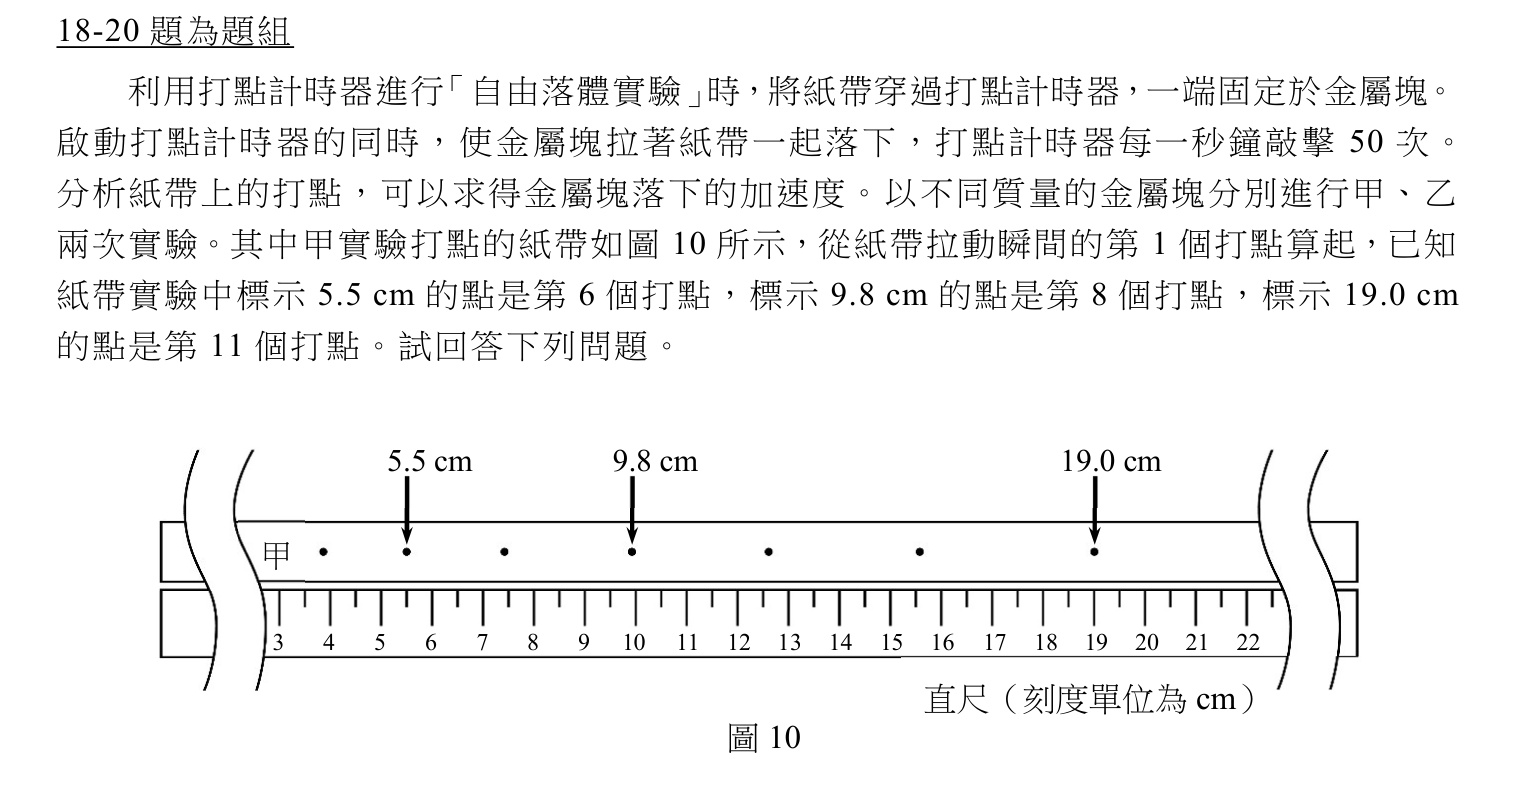 18-20 題為題組
利用打點計時器進行「自由落體實驗」時，將紙帶穿過打點計時器，一端固定於金屬塊。
啟動打點計時器的同時，使金屬塊拉著紙帶一起落下，打點計時器每一秒鐘敲擊 50 次。
分析紙帶上的打點，可以求得金屬塊落下的加速度。以不同質量的金屬塊分別進行甲、乙
兩次實驗。其中甲實驗打點的紙帶如圖 10 所示，從紙帶拉動瞬間的第 1 個打點算起，已知
紙帶實驗中標示 5.5 cm 的點是第 6 個打點，標示 9.8 cm 的點是第 8 個打點，標示 19.0 cm
的點是第 11 個打點。試回答下列問題。
5.5 cm 9.8 cm 19.0 cm
甲
3 4 5 6 7 8 9 10 11 12 13 14 15 16 17 18 19 20 21 22
直尺（刻度單位為 cm）
圖 10